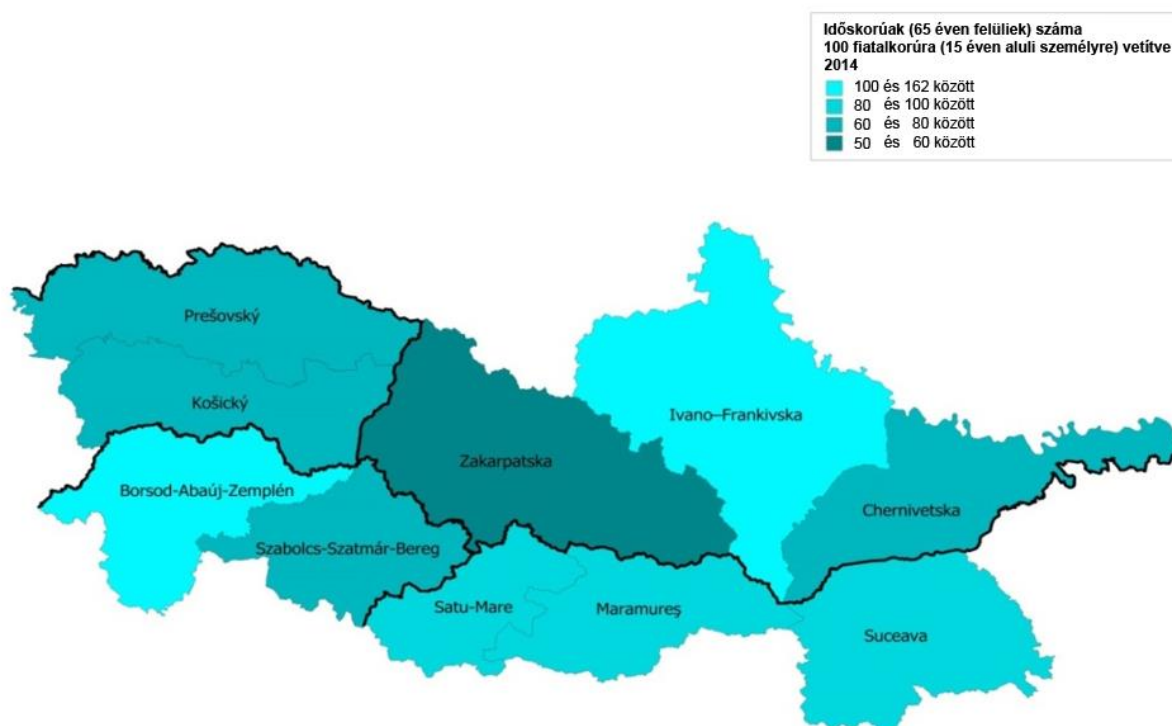 Időskorúak (65 éven felüliek) száma
100 fiatalkorúra (15 éven aluli személyre) vetítve
2014
100 és 162 között
80 és 100 között
60 és 80 között
50 és 60 között
Prešovský
Košický
Ivano–Frankivska
Zakarpatska
Borsod-Abaúj-Zemplén
Chernivetska
Szabolcs-Szatmár-Bereg
Satu-Mare
Maramureş
Suceava